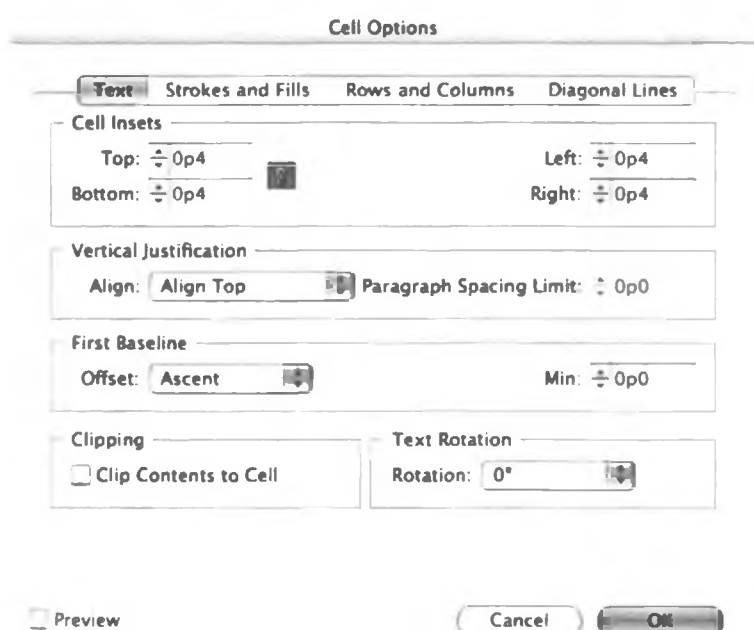 Cell Options
Text Strokes and Fills Rows and Columns Diagonal Lines
Cell Insets
Top: 0p4 Left: 0p4
Bottom: 0p4 Right: 0p4
Vertical Justification
Align: Align Top Paragraph Spacing Limit: 0p0
First Baseline
Offset: Ascent Min: 0p0
Clipping Text Rotation
Clip Contents to Cell Rotation: 0°
Preview Cancel OK